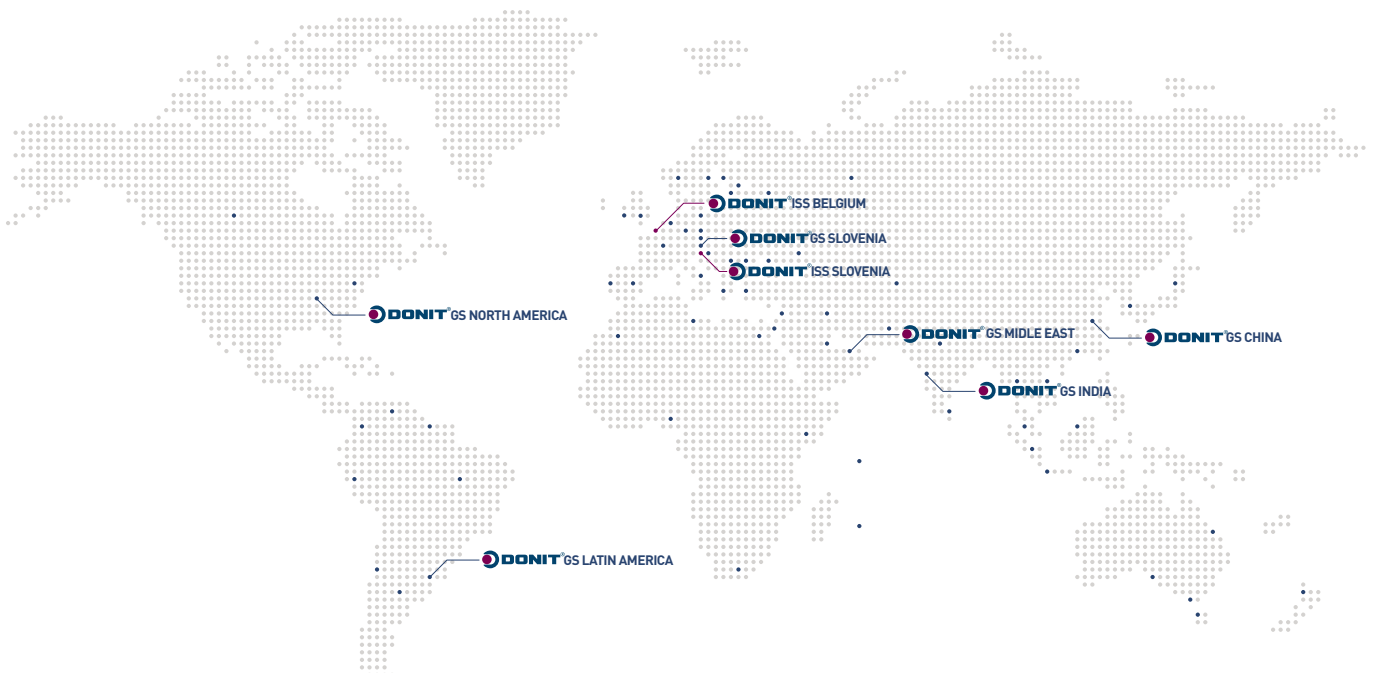 DONIT® ISS BELGIUM
DONIT® GS SLOVENIA
DONIT® ISS SLOVENIA
DONIT® GS NORTH AMERICA
DONIT® GS MIDLE EAST
DONIT® GS CHINA
DONIT® GS INDIA
DONIT® GS LATIN AMERICA